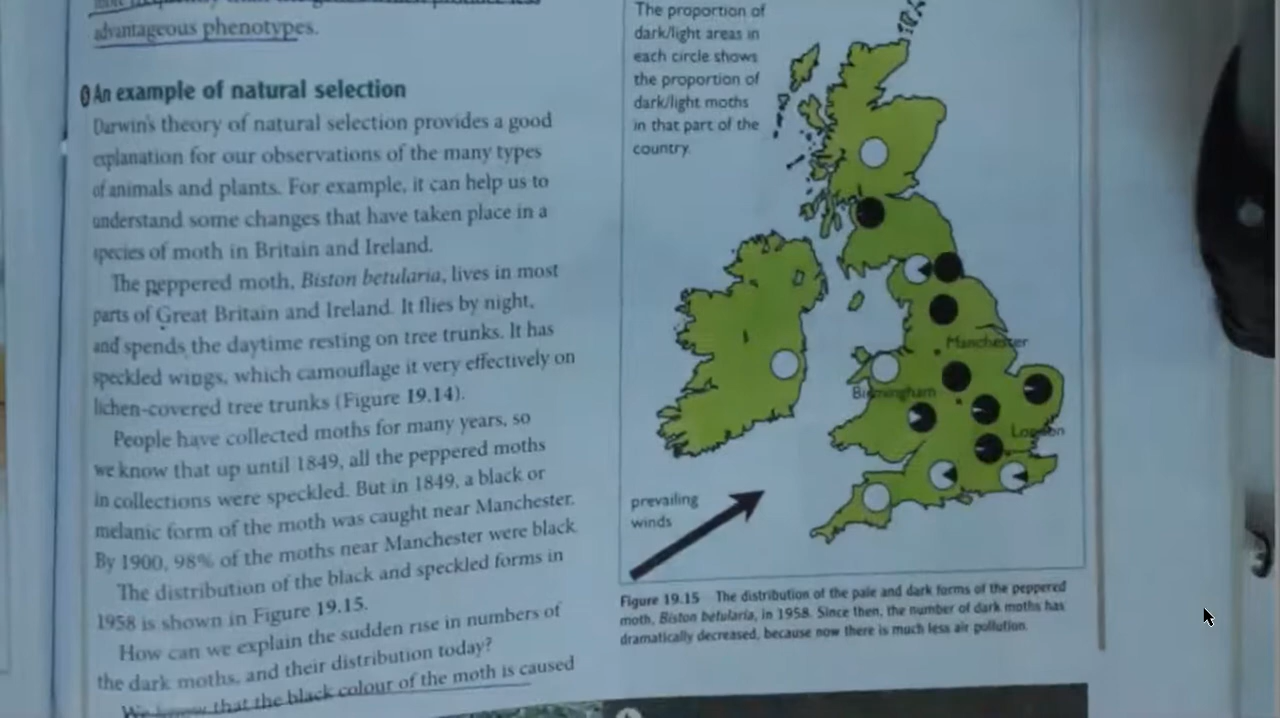 advantageous phenotypes.
An example of natural selection
Darwin's theory of natural selection provides a good
explanation for our observations of the many types
of animals and plants. For example, it can help us to
understand some changes that have taken place in a
species of moth in Britain and Ireland.
The peppered moth, Biston betularia, lives in most
parts of Great Britain and Ireland. It flies by night,
and spends the daytime resting on tree trunks. It has
speckled wings, which camouflage it very effectively on
lichen-covered tree trunks (Figure 19.14).
People have collected moths for many years, so
we know that up until 1849, all the peppered moths
in collections were speckled. But in 1849, a black or
melanic form of the moth was caught near Manchester.
By 1900, 98% of the moths near Manchester were black.
The distribution of the black and speckled forms in
1958 is shown in Figure 19.15.
How can we explain the sudden rise in numbers of
the dark moths, and their distribution today?
We know that the black colour of the moth is caused
The proportion of
dark/light areas in
each circle shows
the proportion of
dark/light moths
in that part of the
country.
Manchester
Birmingham
London
prevailing
winds
Figure 19.15 The distribution of the pale and dark forms of the peppered
moth, Biston betularia, in 1958. Since then, the number of dark moths has
dramatically decreased, because now there is much less air pollution.